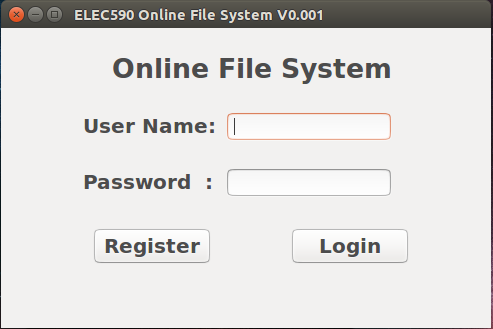 ELEC590 Online File System V0.001
Online File System
User Name:
Password  :
Register Login